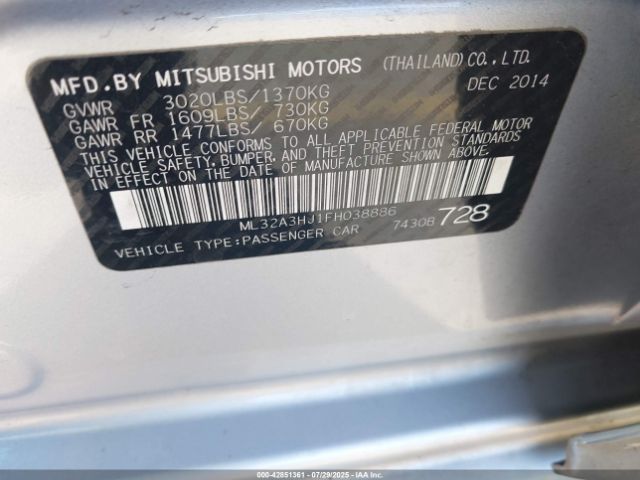 MFD.BY MITSUBISHI MOTORS (THAILAND) CO.,LTD.
DEC 2014
GVWR 3020LBS/1370KG
GAWR FR 1609LBS/ 730KG
GAWR RR 1477LBS/ 670KG
THIS VEHICLE CONFORMS TO ALL APPLICABLE FEDERAL MOTOR
VEHICLE SAFETY, BUMPER, AND THEFT PREVENTION STANDARDS
IN EFFECT ON THE DATE OF MANUFACTURE SHOWN ABOVE.
ML32A3HJ1FH038886
VEHICLE TYPE:PASSENGER CAR 7430B 728
000-42851361 - 07/29/2025 - IAAI.COM